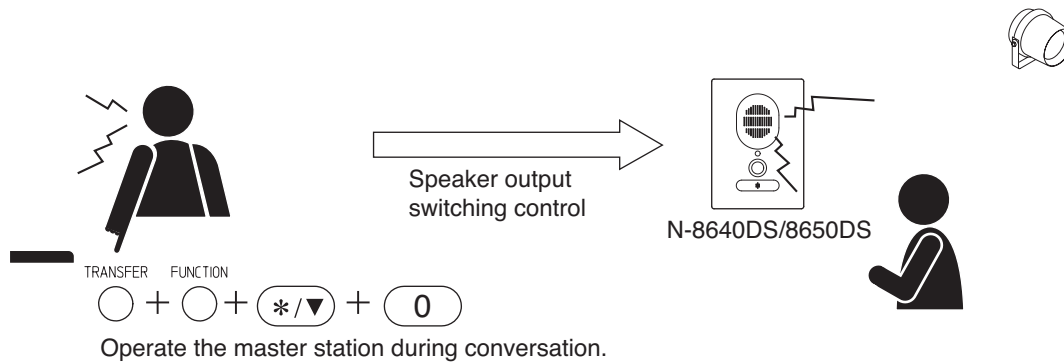 Speaker output
switching control
N-8640DS/8650DS
TRANSFER FUNCTION
+ + */▼ + 0
Operate the master station during conversation.